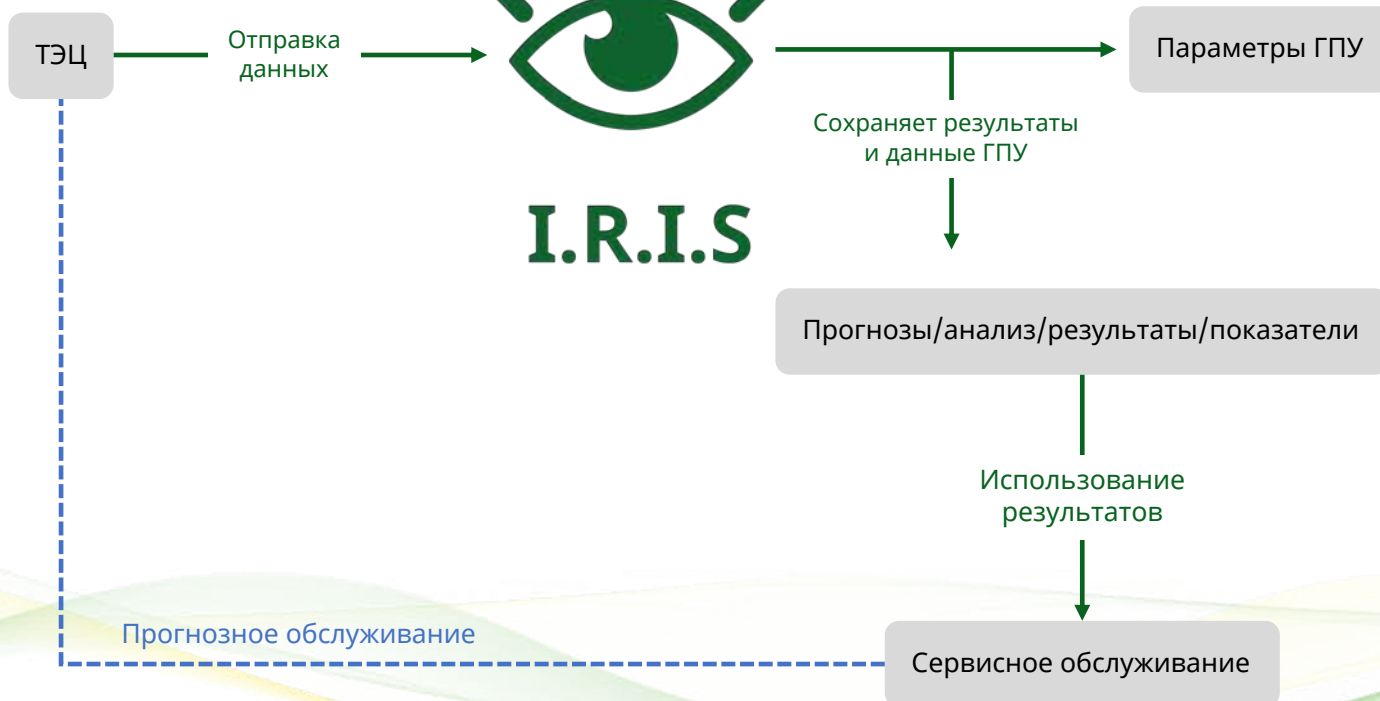 ТЭЦ
Отправка
данных
Параметры ГПУ
Сохраняет результаты
и данные ГПУ
I.R.I.S
Прогнозы/анализ/результаты/показатели
Использование
результатов
Прогнозное обслуживание
Сервисное обслуживание